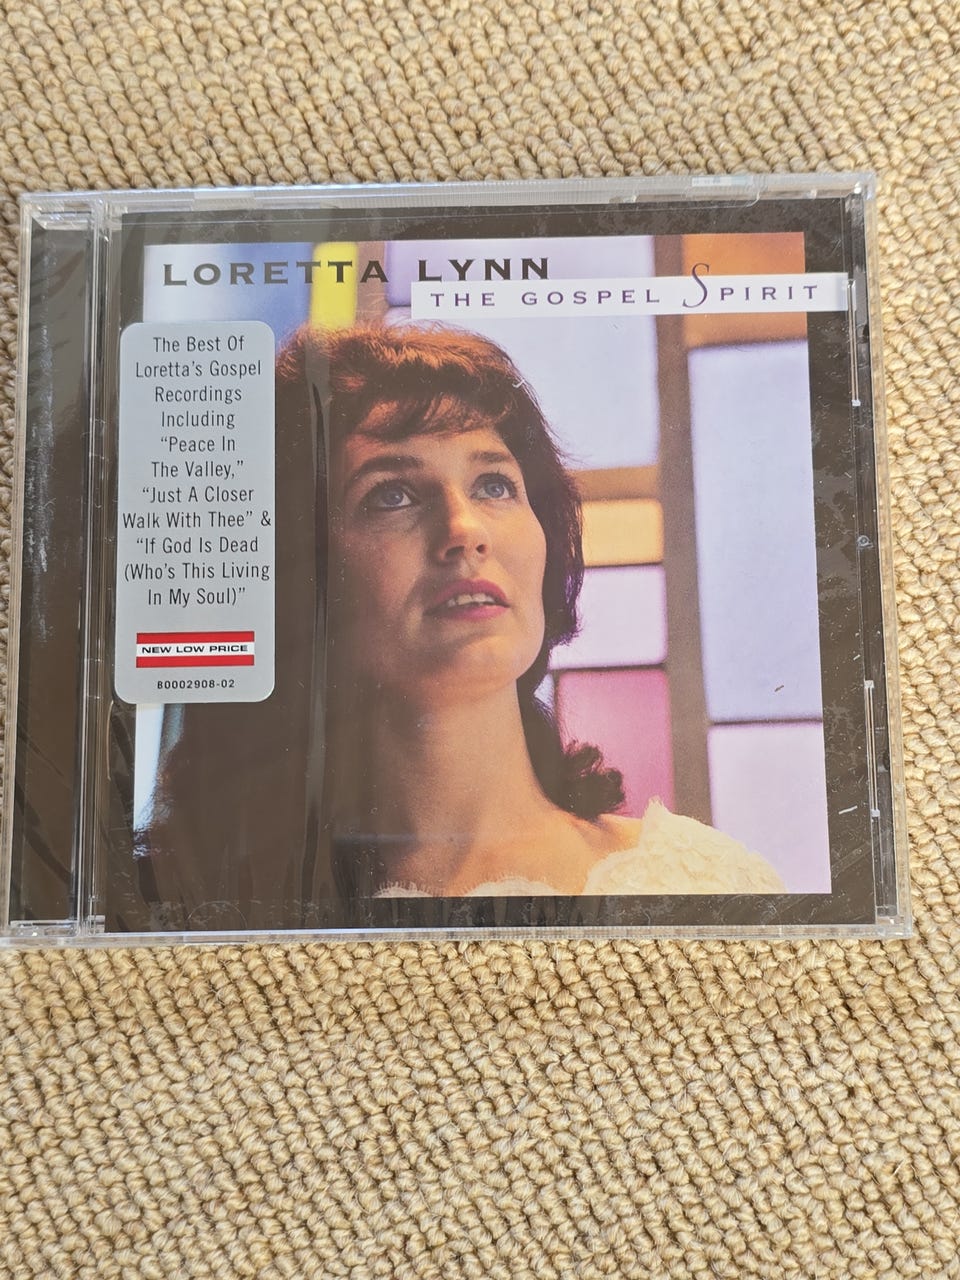 LORETTA LYNN
THE GOSPEL SPIRIT
The Best Of
Loretta's Gospel
Recordings
Including
“Peace In
The Valley,”
“Just A Closer
Walk With Thee” &
“If God Is Dead
(Who's This Living
In My Soul)”
NEW LOW PRICE
B0002908-02